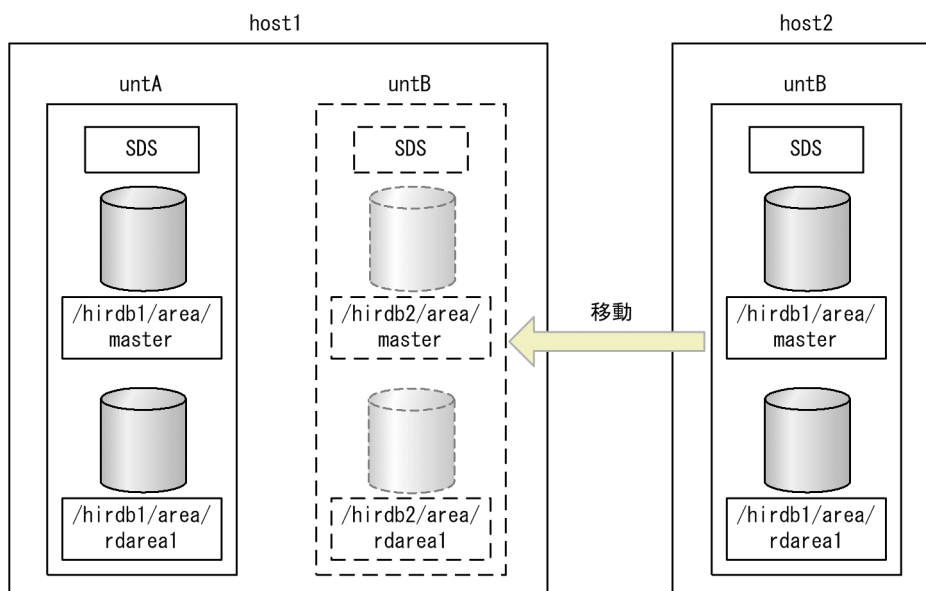 host1
host2
untA
untB
untB
SDS
SDS
SDS
/hirdb1/area/
master
/hirdb2/area/
master
移動
/hirdb1/area/
master
/hirdb1/area/
rdarea1
/hirdb2/area/
rdarea1
/hirdb1/area/
rdarea1